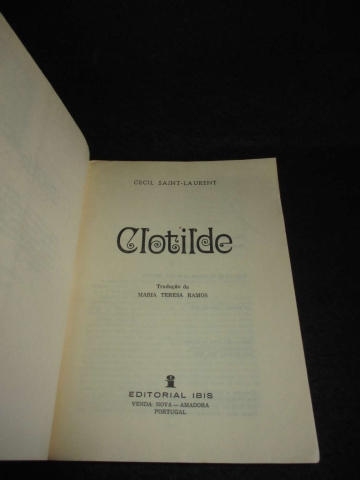 CECIL SAINT-LAURENT
Clotilde
Tradução de
MARIA TERESA RAMOS
EDITORIAL IBIS
VENDA NOVA — AMADORA
PORTUGAL